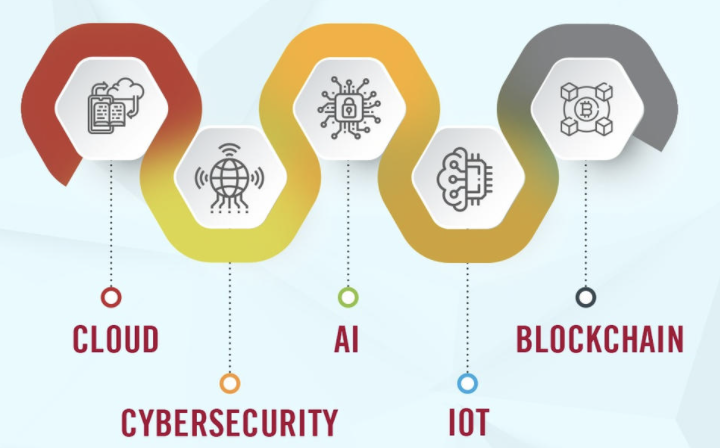 CLOUD
AI
BLOCKCHAIN
CYBERSECURITY
IOT